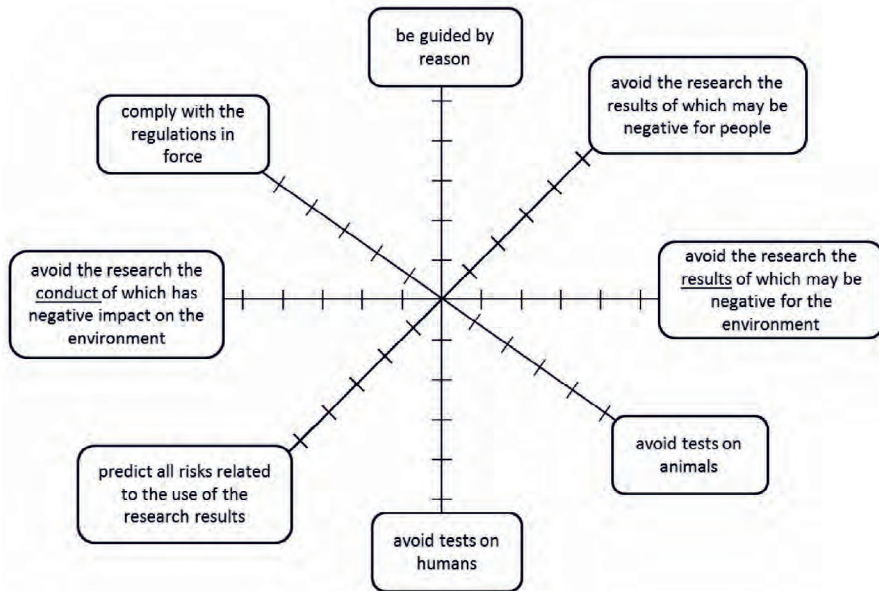 be guided by
reason
avoid the research the
results of which may be
negative for people
comply with the
regulations in
force
avoid the research the
results of which may be
negative for the
environment
avoid the research the
conduct of which has
negative impact on the
environment
avoid tests on
animals
predict all risks related
to the use of the
research results
avoid tests on
humans